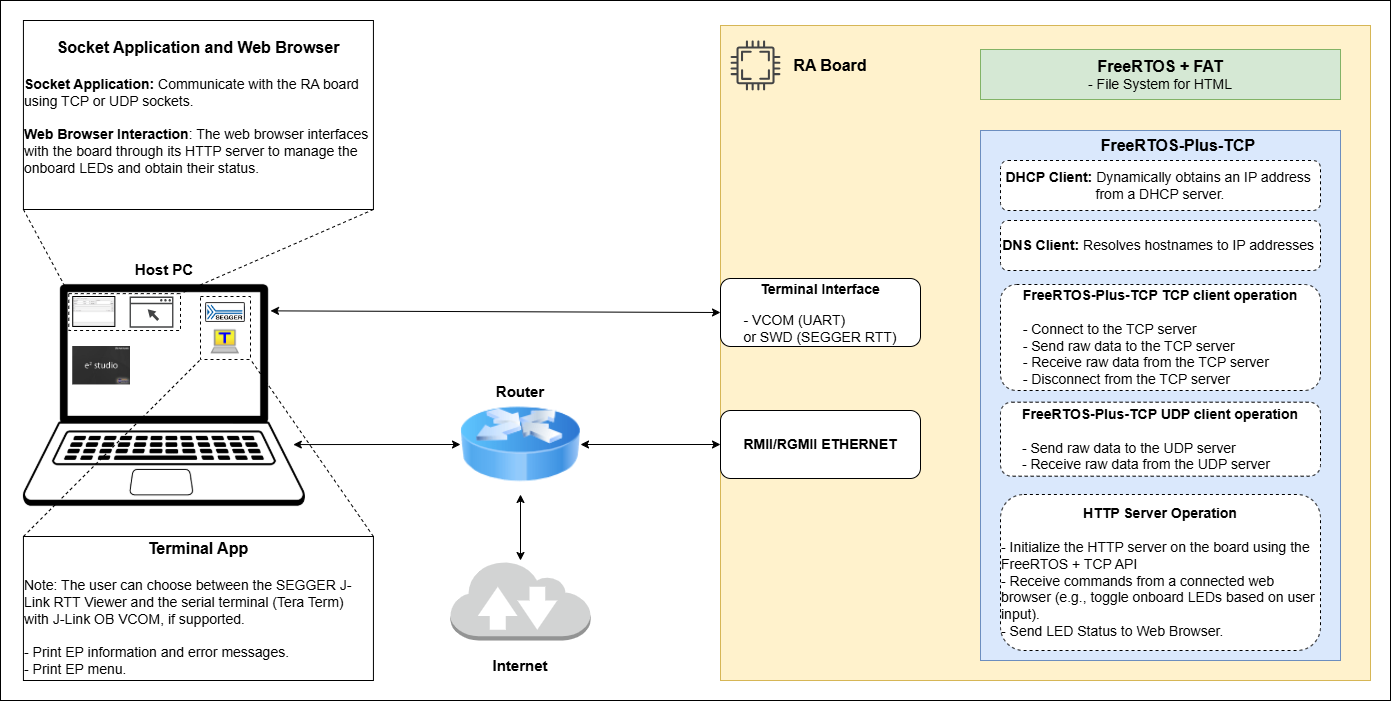 Socket Application and Web Browser
Socket Application: Communicate with the RA board
using TCP or UDP sockets.
Web Browser Interaction: The web browser interfaces
with the board through its HTTP server to manage the
onboard LEDs and obtain their status.
Host PC
SEGGER
T
e² studio
Terminal App
Note: The user can choose between the SEGGER J-
Link RTT Viewer and the serial terminal (Tera Term)
with J-Link OB VCOM, if supported.
- Print EP information and error messages.
- Print EP menu.
Router
Internet
RA Board
Terminal Interface
- VCOM (UART)
or SWD (SEGGER RTT)
RMII/RGMII ETHERNET
FreeRTOS + FAT
- File System for HTML
FreeRTOS-Plus-TCP
DHCP Client: Dynamically obtains an IP address
from a DHCP server.
DNS Client: Resolves hostnames to IP addresses
FreeRTOS-Plus-TCP TCP client operation
- Connect to the TCP server
- Send raw data to the TCP server
- Receive raw data from the TCP server
- Disconnect from the TCP server
FreeRTOS-Plus-TCP UDP client operation
- Send raw data to the UDP server
- Receive raw data from the UDP server
HTTP Server Operation
- Initialize the HTTP server on the board using the
FreeRTOS + TCP API
- Receive commands from a connected web
browser (e.g., toggle onboard LEDs based on user
input).
- Send LED Status to Web Browser.